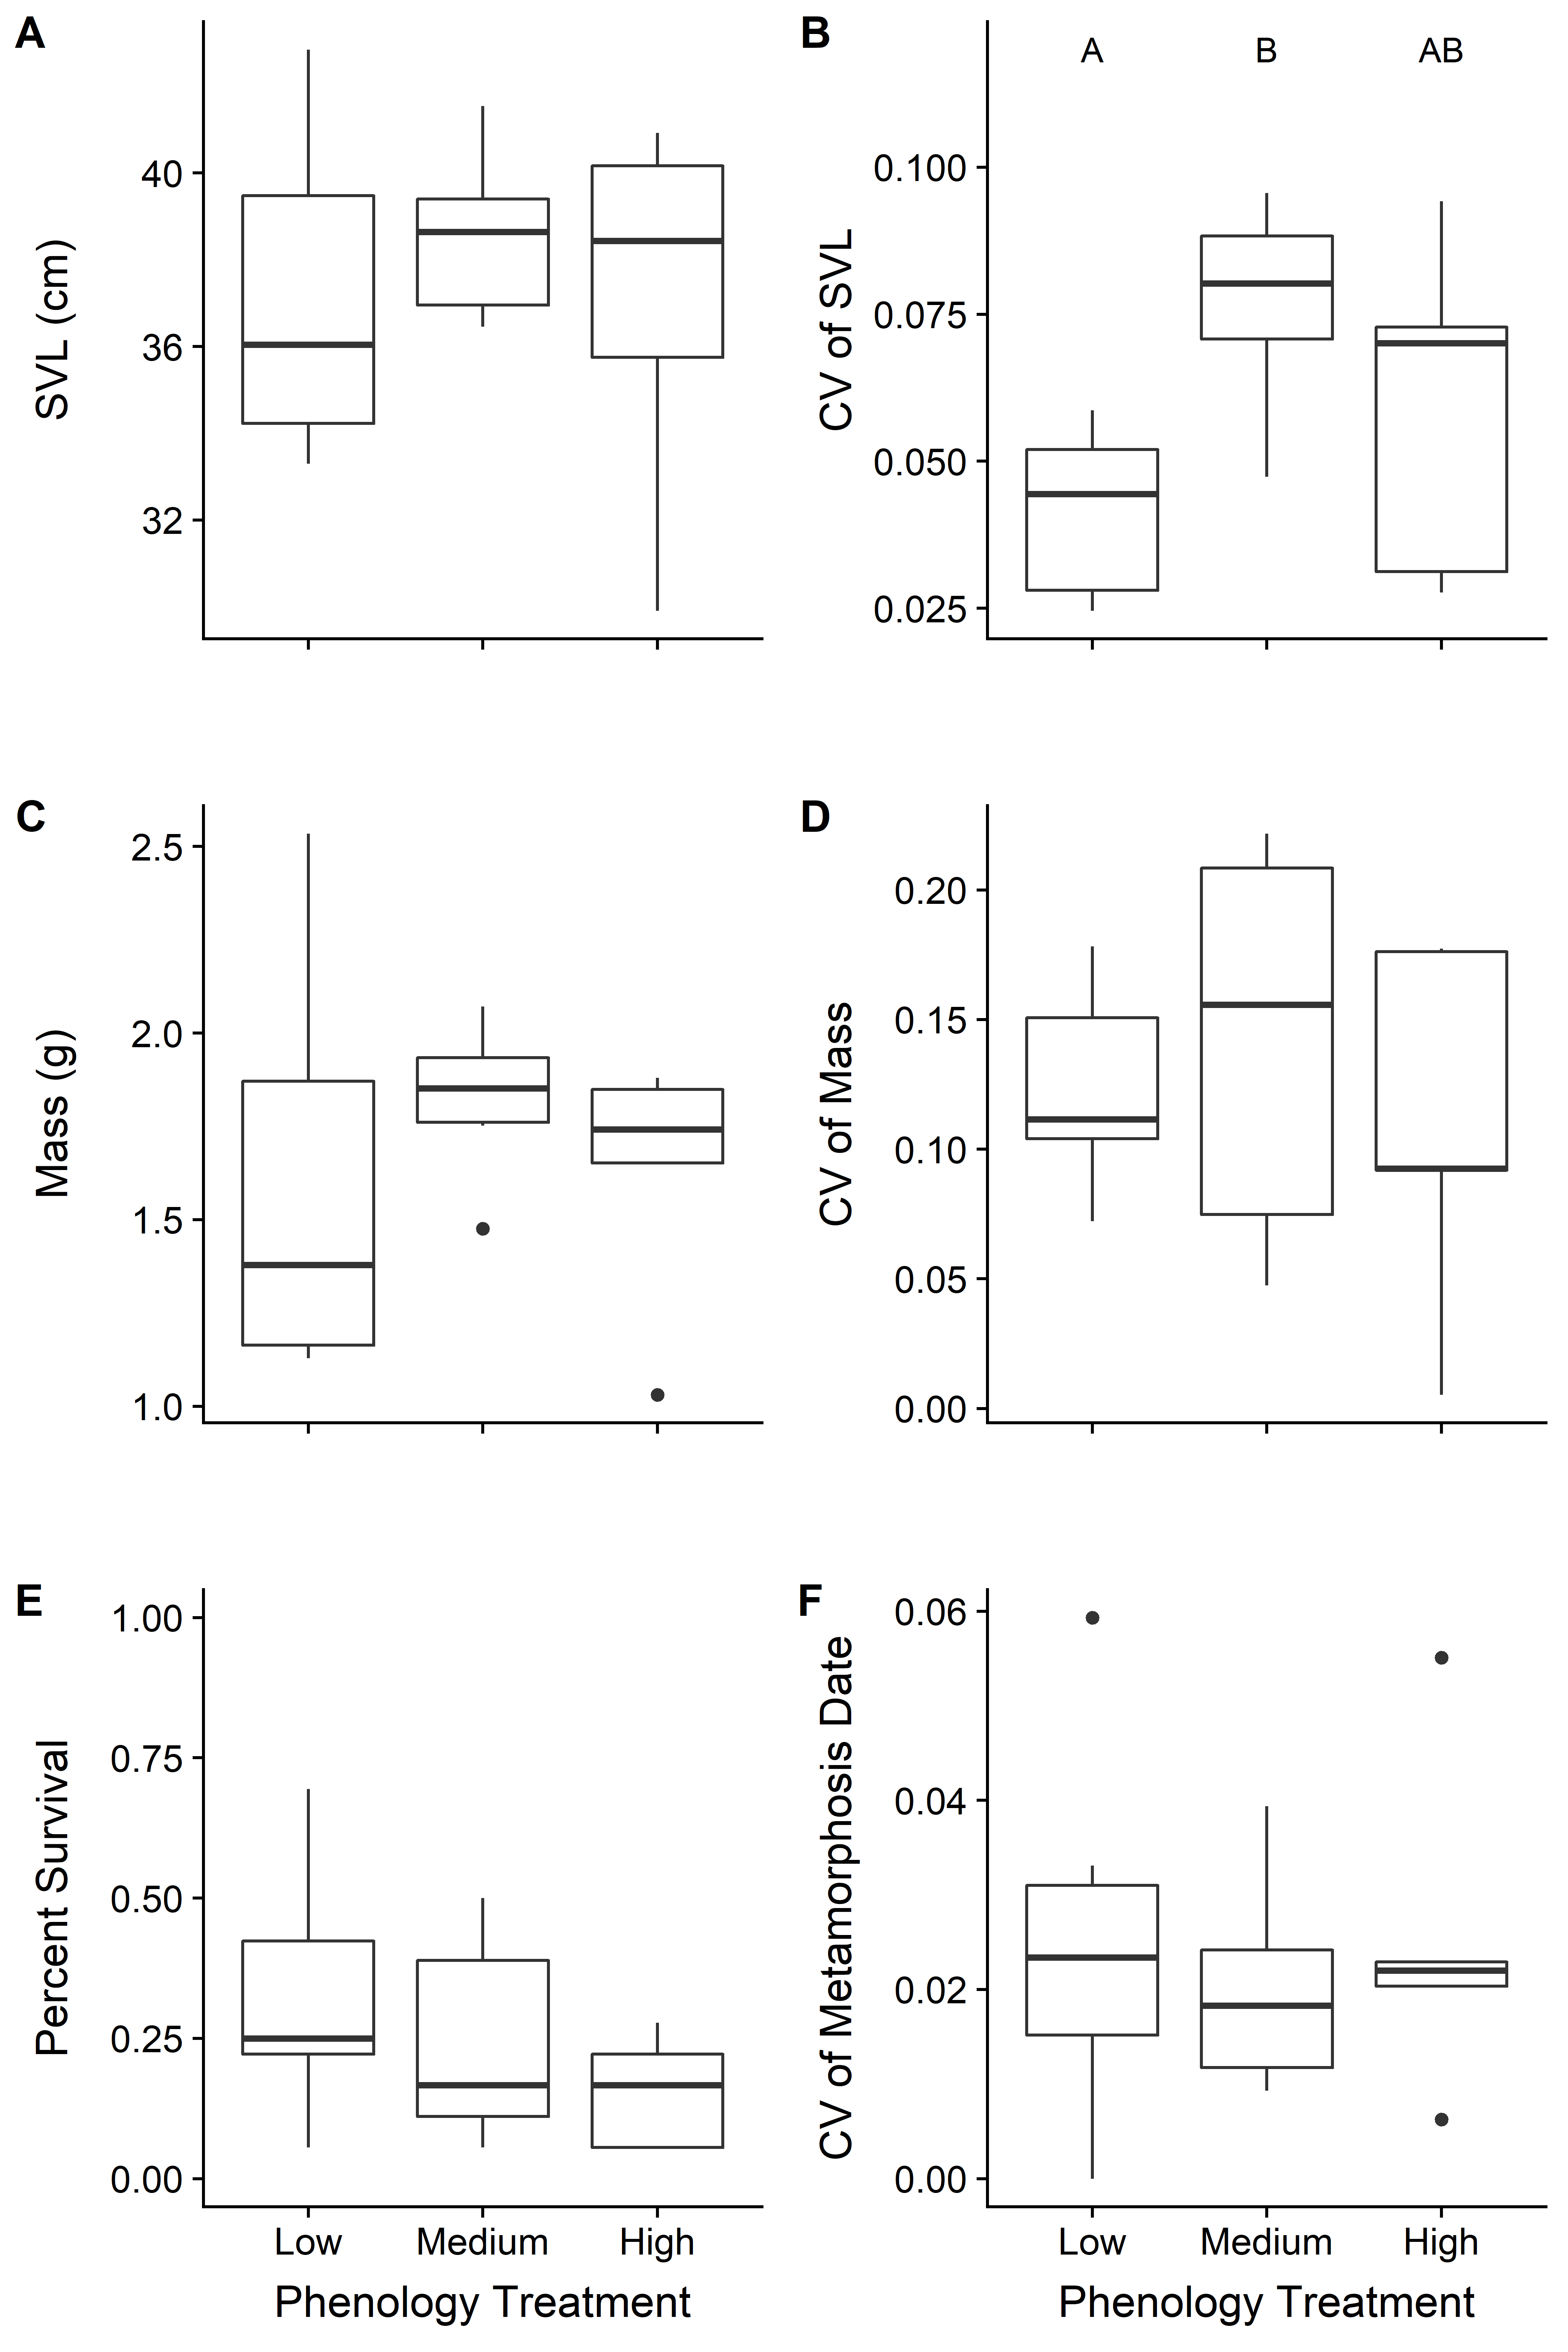 A
SVL (cm)
40
36
32
B
A B AB
CV of SVL
0.100
0.075
0.050
0.025
C
Mass (g)
2.5
2.0
1.5
1.0
D
CV of Mass
0.20
0.15
0.10
0.05
0.00
E
Percent Survival
1.00
0.75
0.50
0.25
0.00
Low Medium High
Phenology Treatment
F
CV of Metamorphosis Date
0.06
0.04
0.02
0.00
Low Medium High
Phenology Treatment